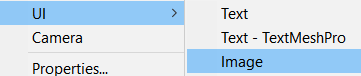 UI
Camera
Properties...
Text
Text - TextMeshPro
Image